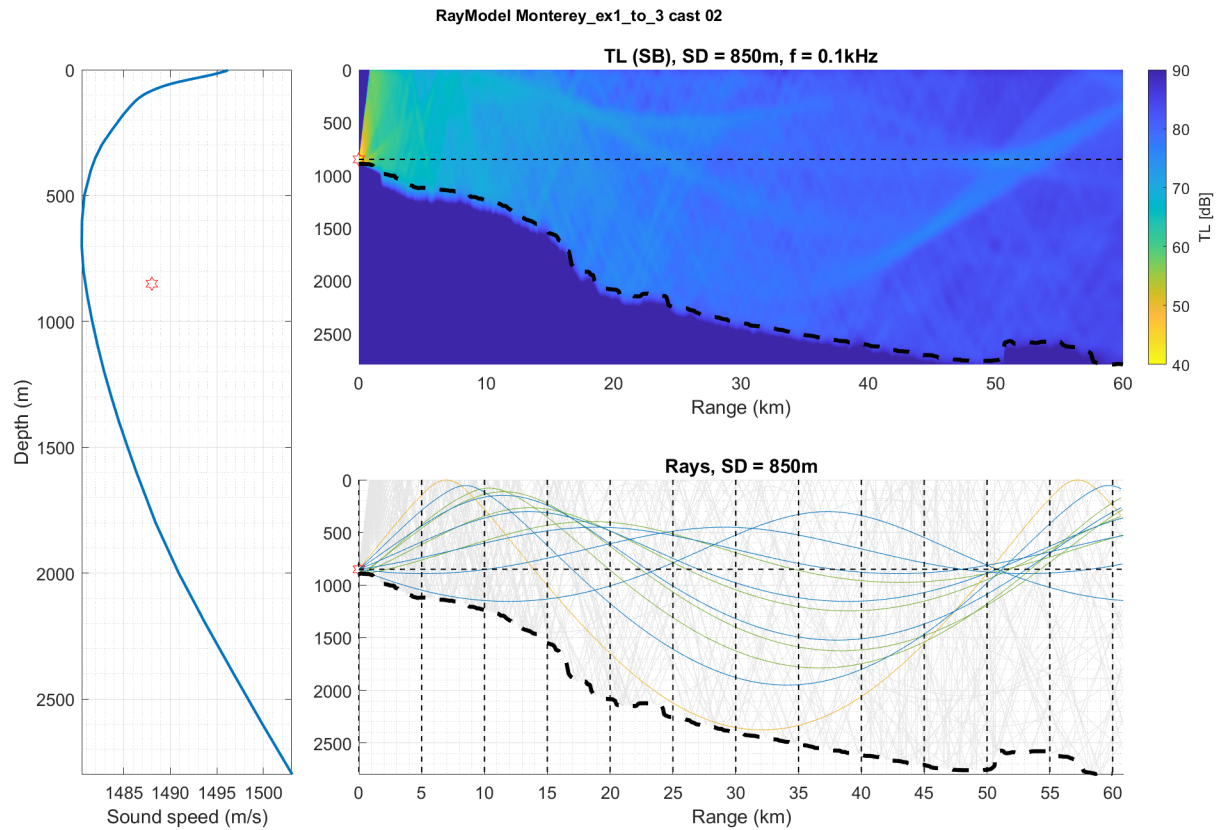 RayModel Monterey_ex1_to_3 cast 02
0
500
1000
1500
2000
2500
Depth (m)
1485 1490 1495 1500
Sound speed (m/s)
TL (SB), SD = 850m, f = 0.1kHz
0
500
1000
1500
2000
2500
0 10 20 30 40 50 60
Range (km)
90
80
70
60
50
40
TL [dB]
Rays, SD = 850m
0
500
1000
1500
2000
2500
0 5 10 15 20 25 30 35 40 45 50 55 60
Range (km)